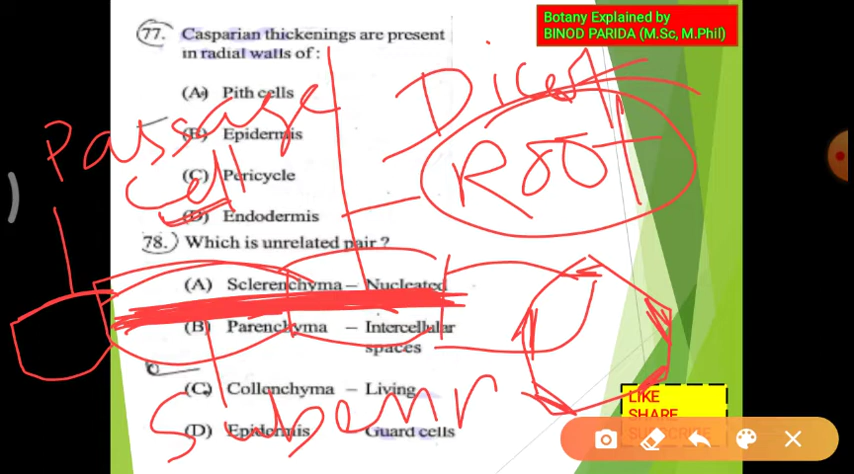 Botany Explained by
BINOD PARIDA (M.Sc, M.Phil)
77. Casparian thickenings are present
in radial walls of :
(A) Pith cells
(B) Epidermis
(C) Pericycle
(D) Endodermis
Passage
Cell
Dicot
Root
78. Which is unrelated pair ?
(A) Sclerenchyma – Nucleated
(B) Parenchyma – Intercellular
spaces
(C) Collenchyma – Living
(D) Epidermis Guard cells
LIKE
SHARE
SUBSCRIBE